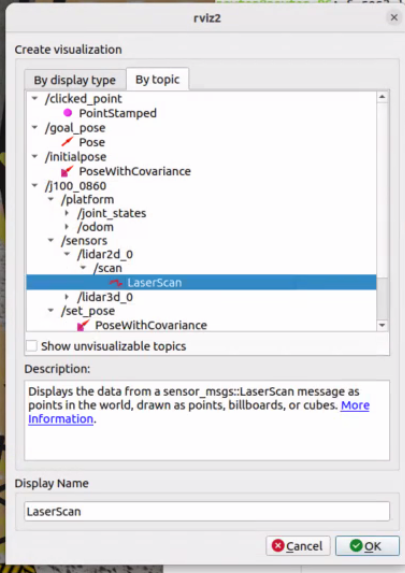 rviz2
Create visualization
By display type
By topic
/clicked_point
PointStamped
/goal_pose
Pose
/initialpose
PoseWithCovariance
/j100_0860
/platform
/joint_states
/odom
/sensors
/lidar2d_0
/scan
LaserScan
/lidar3d_0
/set_pose
PoseWithCovariance
Show unvisualizable topics
Description:
Displays the data from a sensor_msgs::LaserScan message as
points in the world, drawn as points, billboards, or cubes. More
Information.
Display Name
LaserScan
Cancel
OK